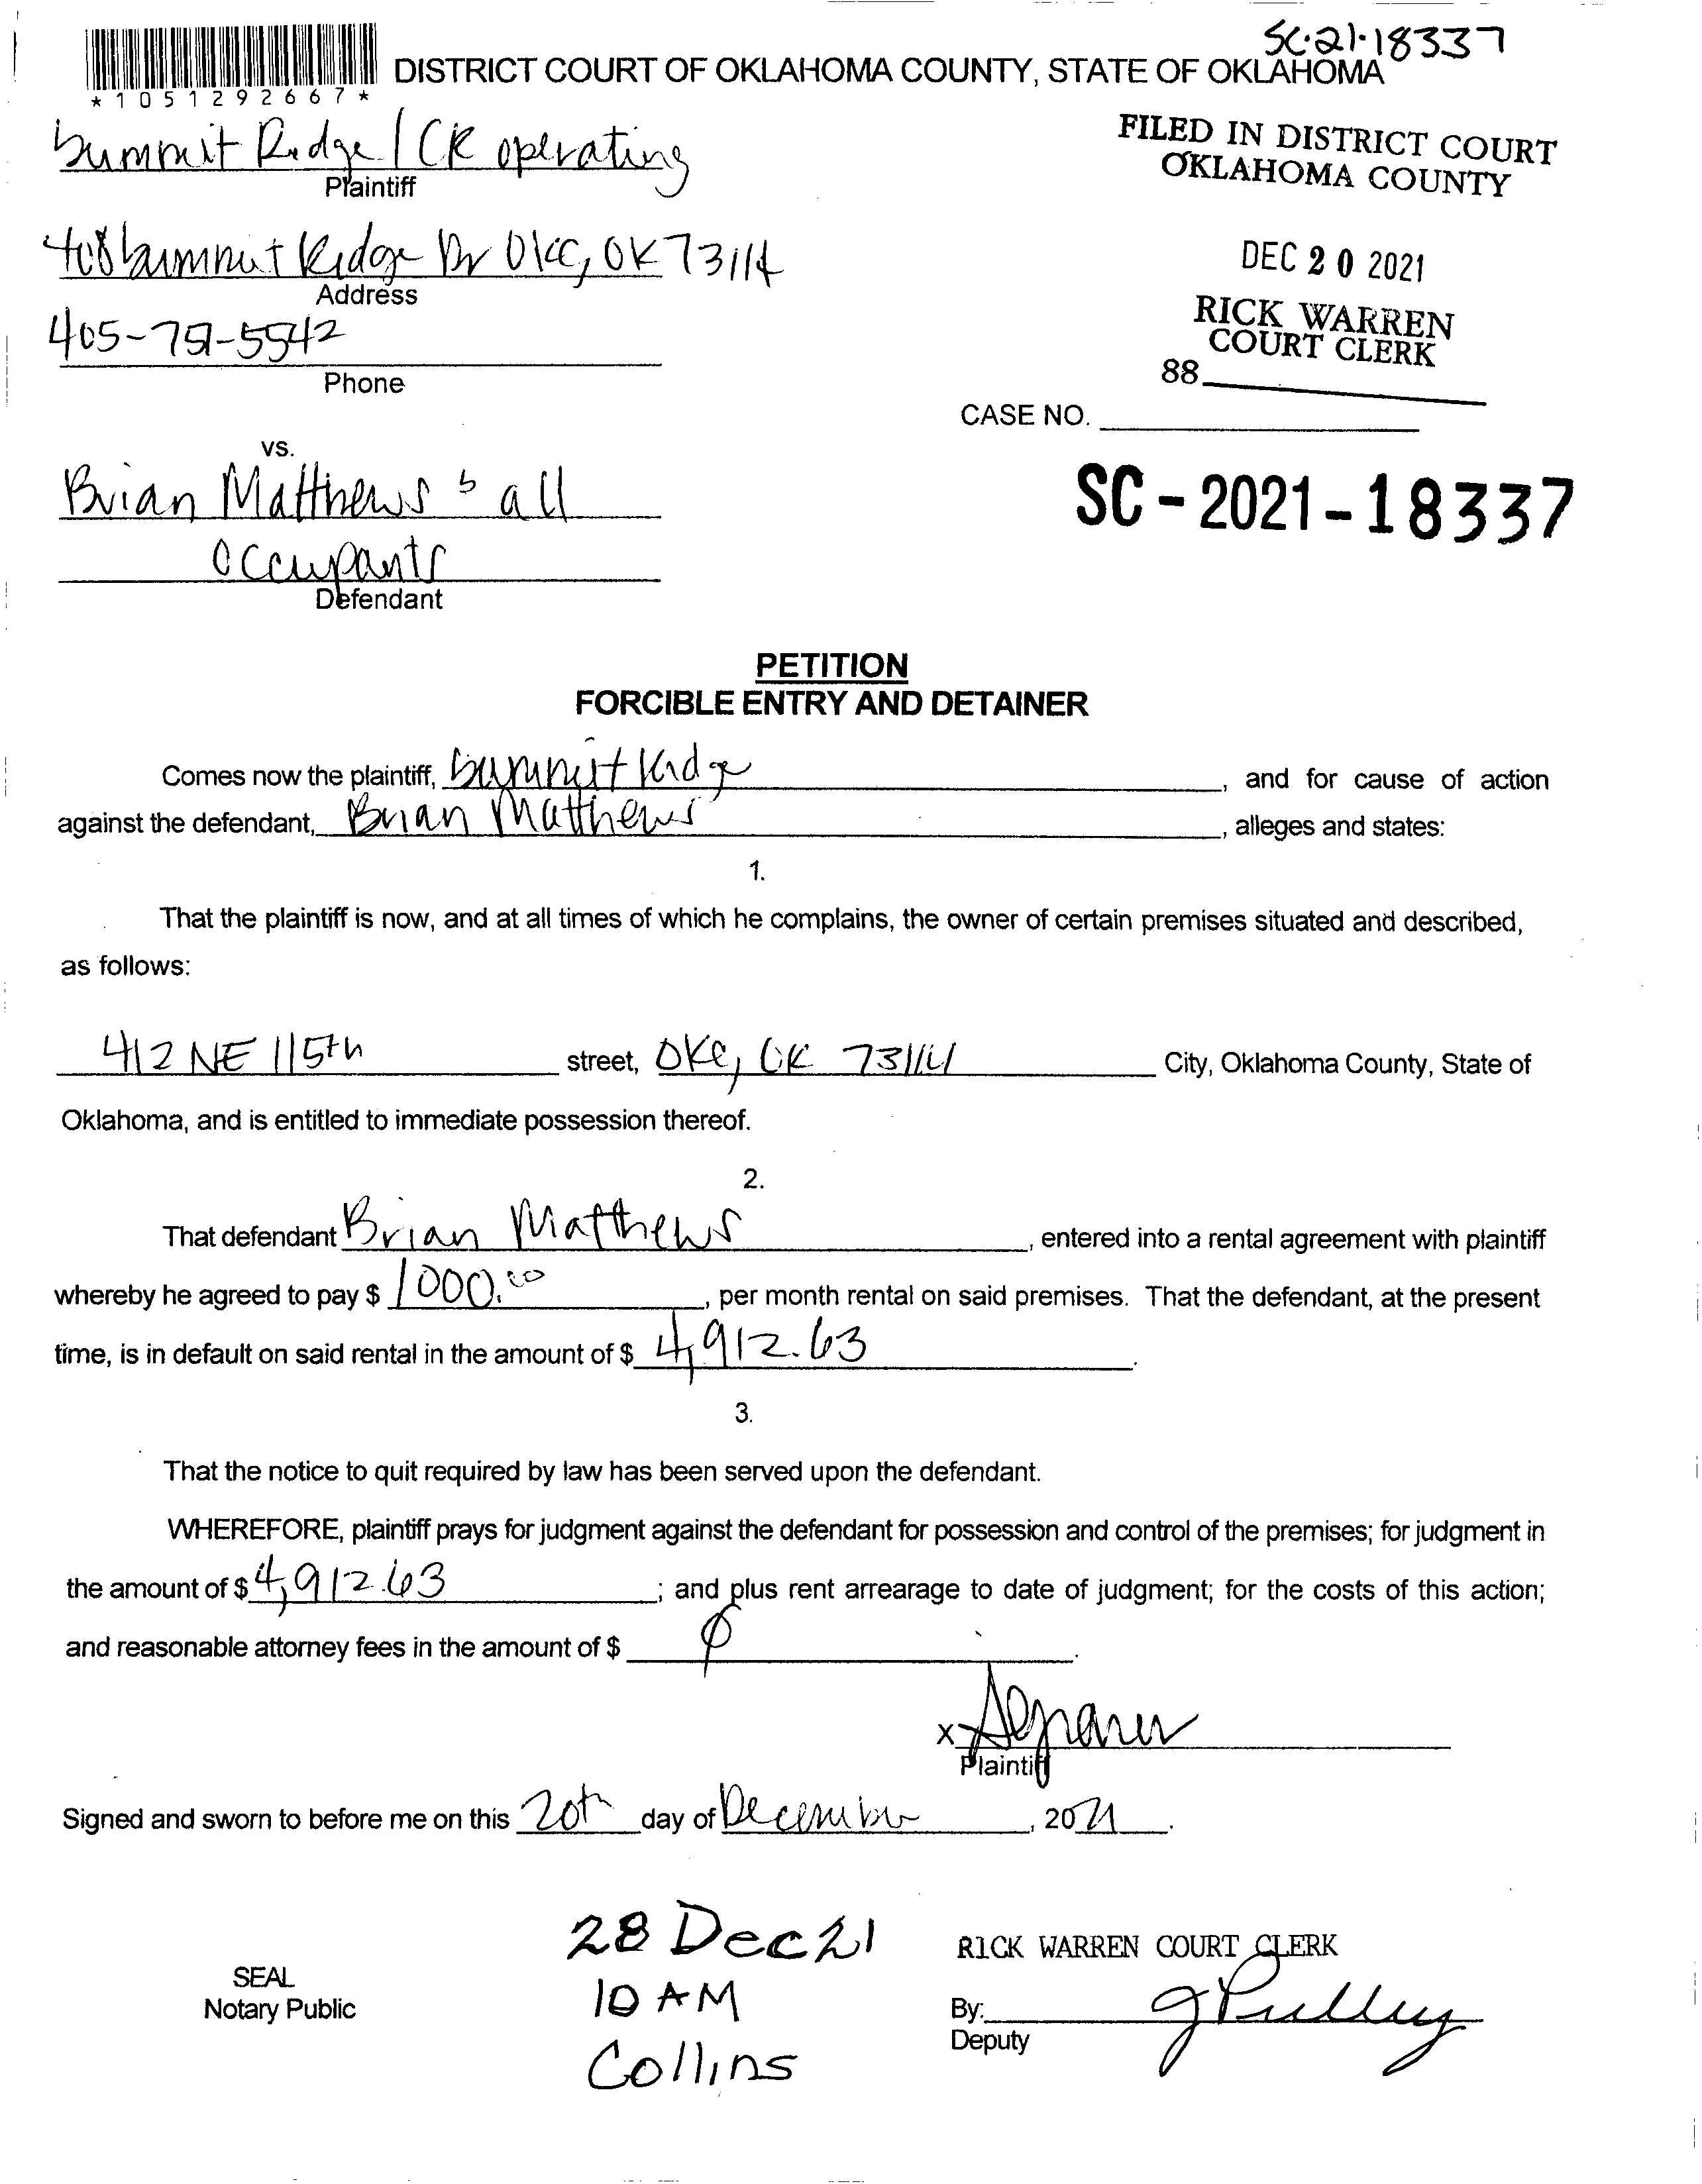 SC-21-18337
*1051292667*
DISTRICT COURT OF OKLAHOMA COUNTY, STATE OF OKLAHOMA
Summit Ridge / CR operating
Plaintiff
FILED IN DISTRICT COURT
OKLAHOMA COUNTY
408 Summit Ridge Dr OKC, OK 73114
Address
DEC 20 2021
405-751-5542
Phone
RICK WARREN
COURT CLERK
88
CASE NO.
vs.
Brian Matthews & all
occupants
Defendant
SC-2021-18337
PETITION
FORCIBLE ENTRY AND DETAINER
Comes now the plaintiff, Summit Ridge, and for cause of action
against the defendant, Brian Matthews, alleges and states:
1.
That the plaintiff is now, and at all times of which he complains, the owner of certain premises situated and described,
as follows:
412 NE 115th street, OKC, OK 73114 City, Oklahoma County, State of
Oklahoma, and is entitled to immediate possession thereof.
2.
That defendant Brian Matthews, entered into a rental agreement with plaintiff
whereby he agreed to pay $ 1000.00, per month rental on said premises. That the defendant, at the present
time, is in default on said rental in the amount of $ 4,912.63.
3.
That the notice to quit required by law has been served upon the defendant.
WHEREFORE, plaintiff prays for judgment against the defendant for possession and control of the premises; for judgment in
the amount of $ 4,912.63; and plus rent arrearage to date of judgment; for the costs of this action;
and reasonable attorney fees in the amount of $ Ø.
X
Plaintiff
Signed and sworn to before me on this 20th day of December, 2021.
28 Dec 21
10 AM
Collins
SEAL
Notary Public
RICK WARREN COURT CLERK
By: J Pulley
Deputy